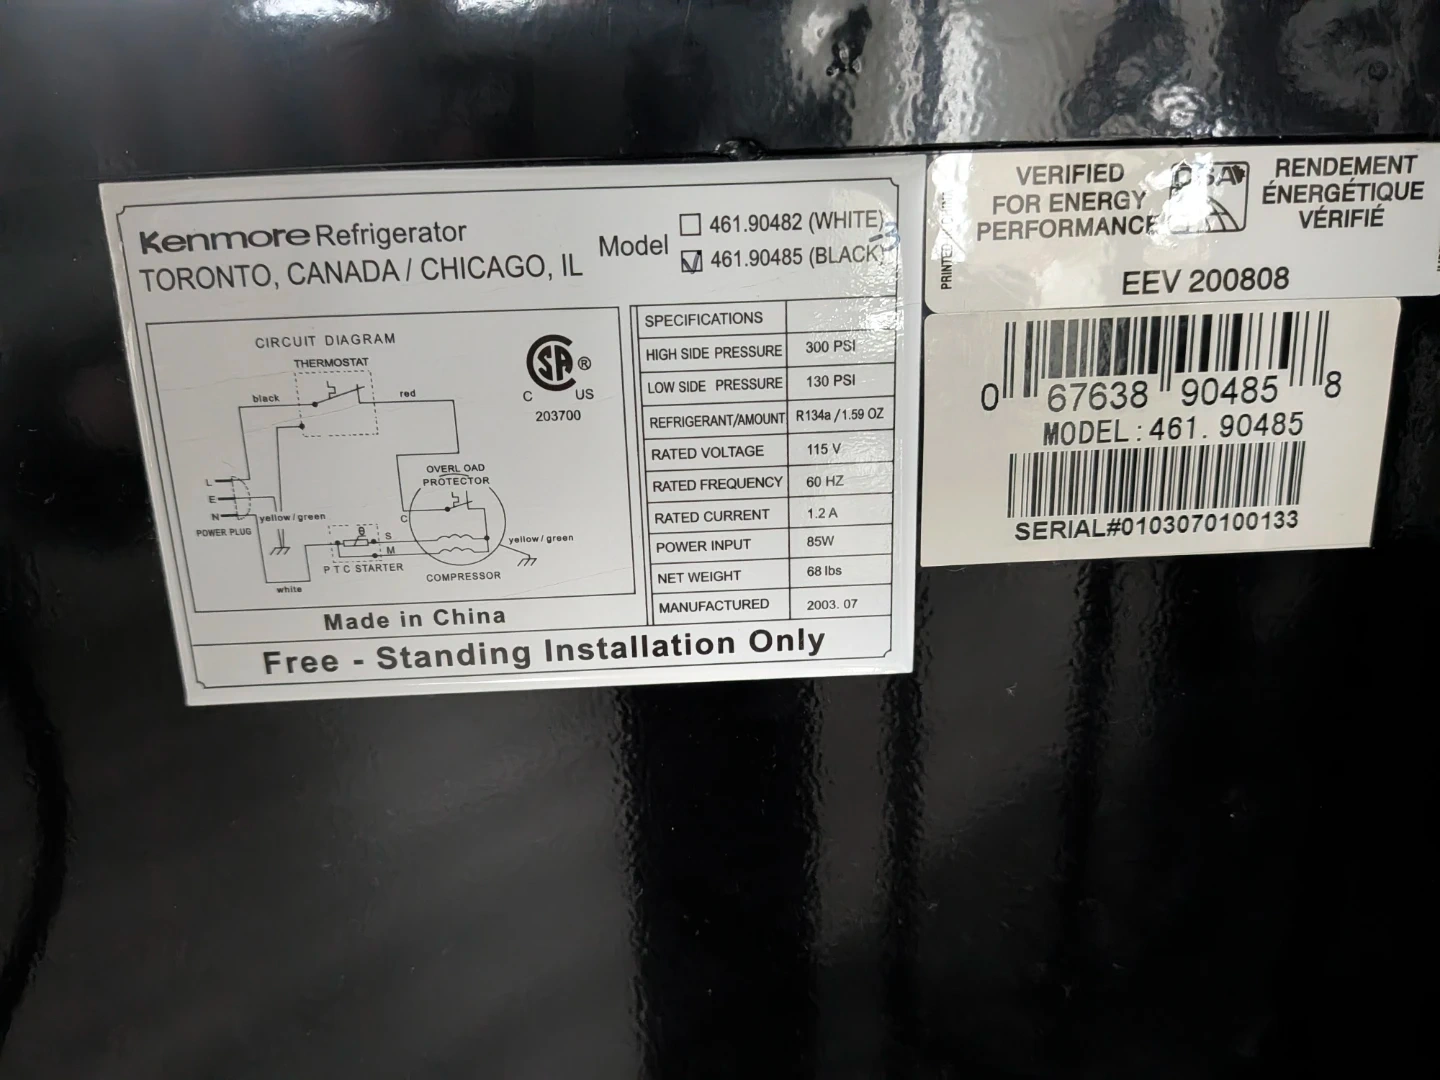 Kenmore Refrigerator
TORONTO, CANADA / CHICAGO, IL
Model
461.90482 (WHITE)
461.90485 (BLACK)
CIRCUIT DIAGRAM
THERMOSTAT
black
red
C US
203700
OVERLOAD
PROTECTOR
L
E
N
POWER PLUG
yellow/green
C
S
M
P T C STARTER
white
COMPRESSOR
yellow/green
SPECIFICATIONS
HIGH SIDE PRESSURE 300 PSI
LOW SIDE PRESSURE 130 PSI
REFRIGERANT/AMOUNT R134a /1.59 OZ
RATED VOLTAGE 115 V
RATED FREQUENCY 60 HZ
RATED CURRENT 1.2 A
POWER INPUT 85W
NET WEIGHT 68 lbs
MANUFACTURED 2003. 07
Made in China
Free - Standing Installation Only
VERIFIED
FOR ENERGY
PERFORMANCE
CSA
RENDEMENT
ÉNERGÉTIQUE
VÉRIFIÉ
EEV 200808
PRINTED
0 67638 90485 8
MODEL: 461. 90485
SERIAL#0103070100133